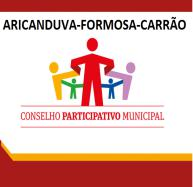 ARICANDUVA-FORMOSA-CARRÃO
CONSELHO PARTICIPATIVO MUNICIPAL